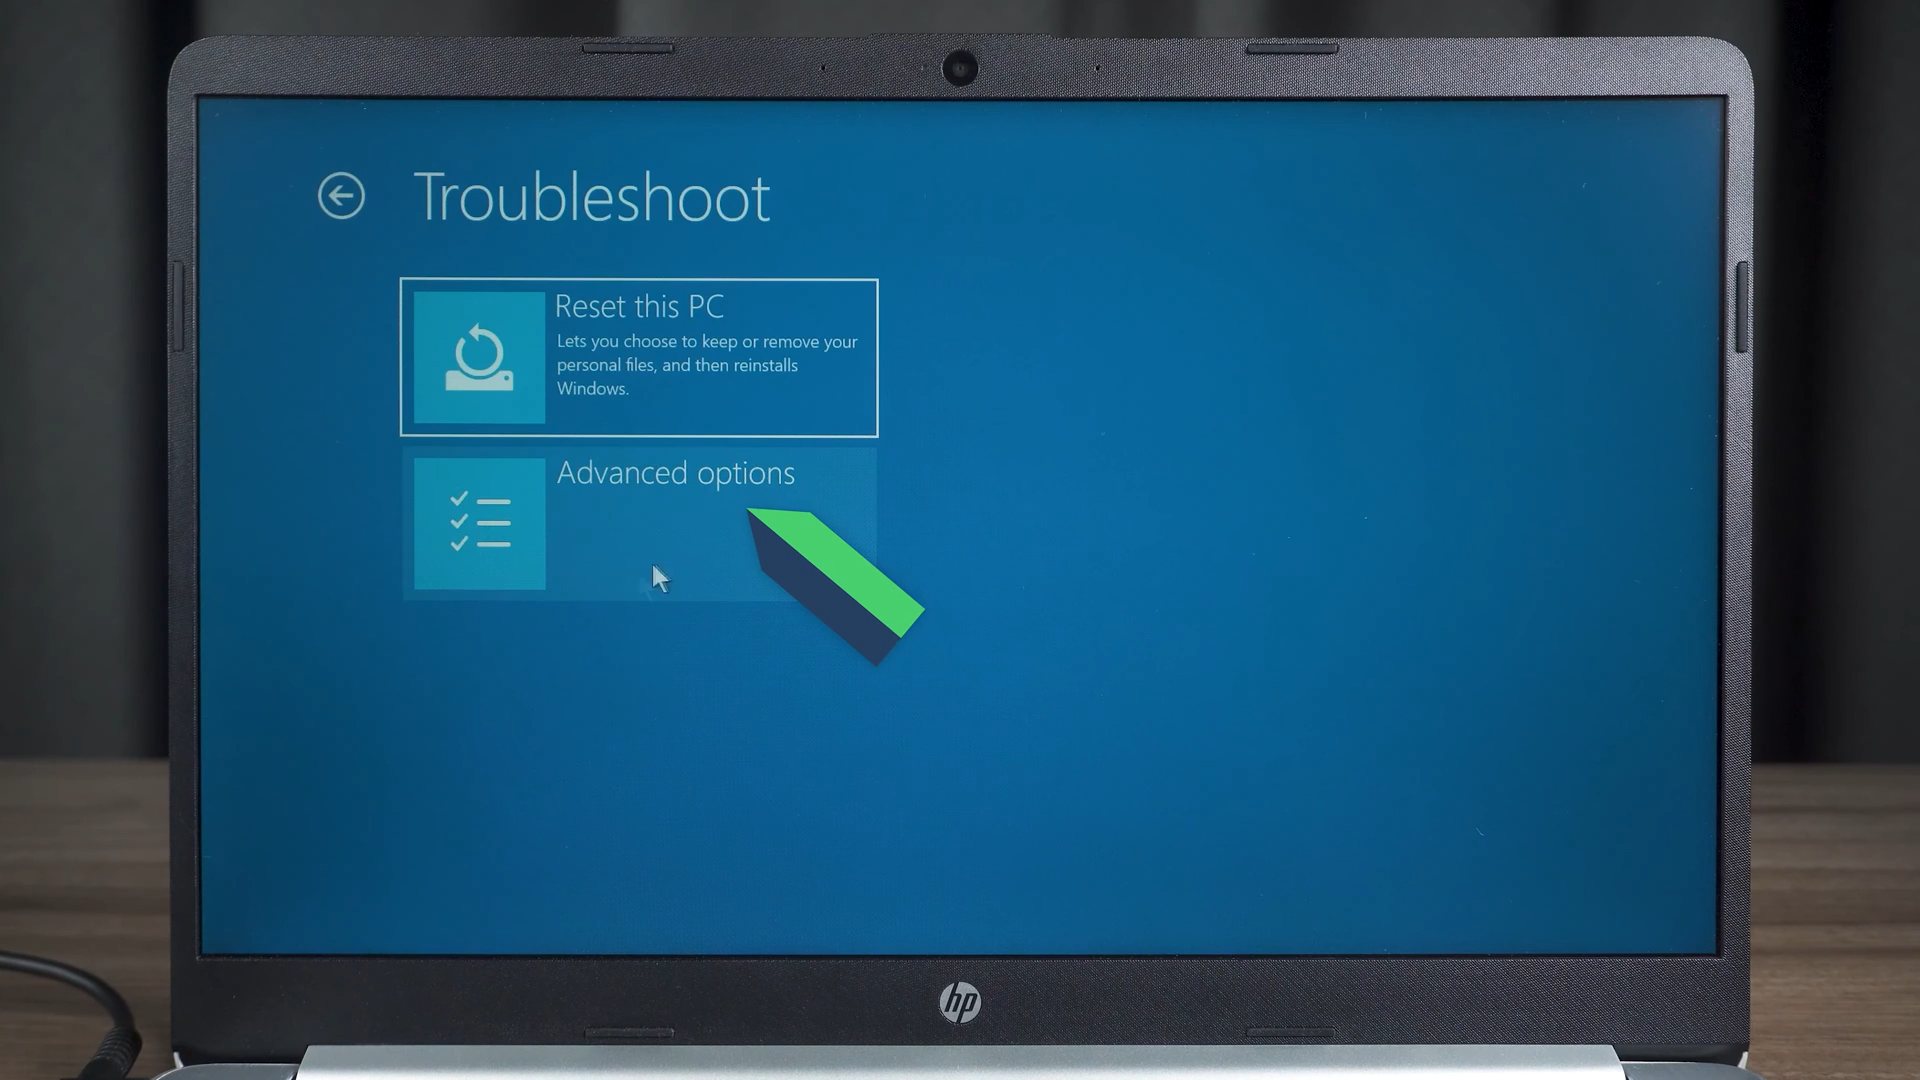 Troubleshoot
Reset this PC
Lets you choose to keep or remove your
personal files, and then reinstalls
Windows.
Advanced options
hp